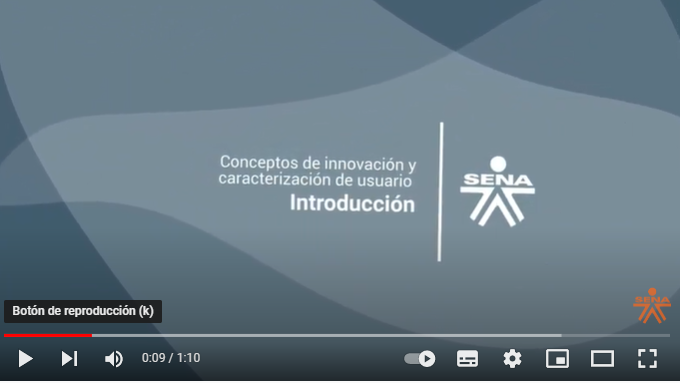 Conceptos de innovación y
caracterización de usuario
Introducción
SENA
SENA
Botón de reproducción (k)
0:09 / 1:10